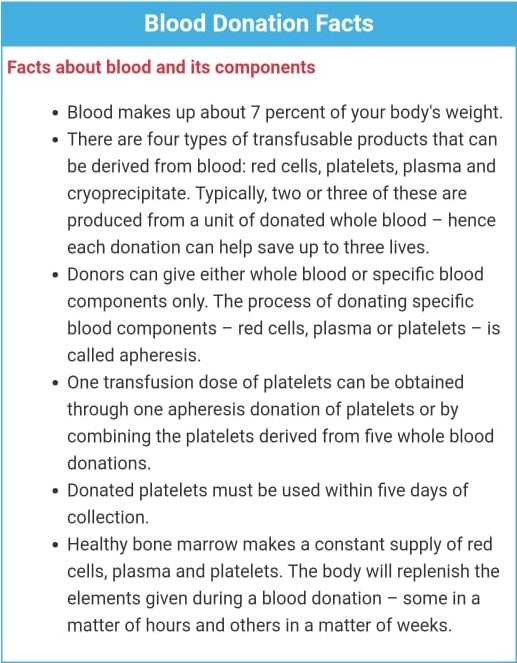 Blood Donation Facts
Facts about blood and its components
• Blood makes up about 7 percent of your body's weight.
• There are four types of transfusable products that can
be derived from blood: red cells, platelets, plasma and
cryoprecipitate. Typically, two or three of these are
produced from a unit of donated whole blood – hence
each donation can help save up to three lives.
• Donors can give either whole blood or specific blood
components only. The process of donating specific
blood components – red cells, plasma or platelets – is
called apheresis.
• One transfusion dose of platelets can be obtained
through one apheresis donation of platelets or by
combining the platelets derived from five whole blood
donations.
• Donated platelets must be used within five days of
collection.
• Healthy bone marrow makes a constant supply of red
cells, plasma and platelets. The body will replenish the
elements given during a blood donation – some in a
matter of hours and others in a matter of weeks.